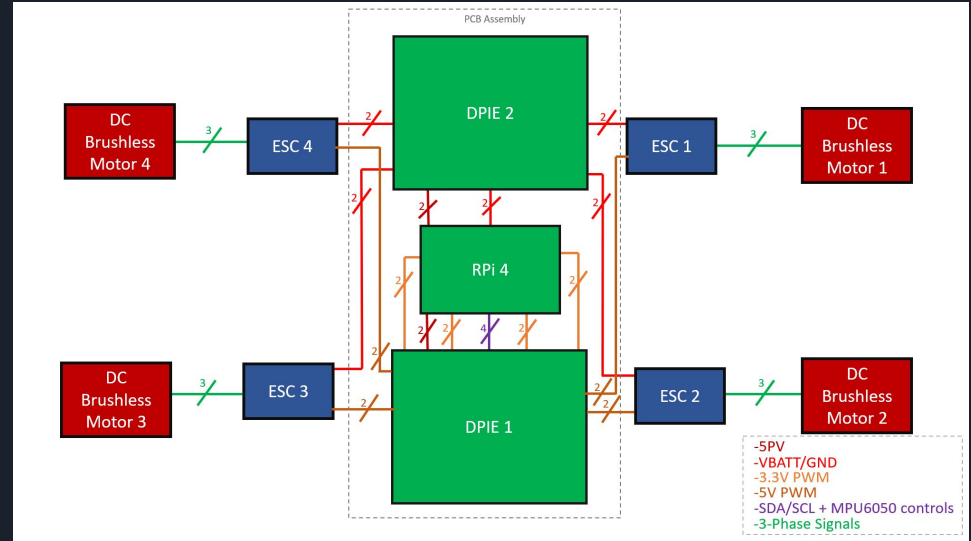 PCB Assembly
DPIE 2
DC
Brushless
Motor 4
3
ESC 4
2
2
ESC 1
3
DC
Brushless
Motor 1
2
2
2
2
RPi 4
2
2
2
2
4
2
2
DC
Brushless
Motor 3
3
ESC 3
2
DPIE 1
2
2
ESC 2
3
DC
Brushless
Motor 2
-5PV
-VBATT/GND
-3.3V PWM
-5V PWM
-SDA/SCL + MPU6050 controls
-3-Phase Signals